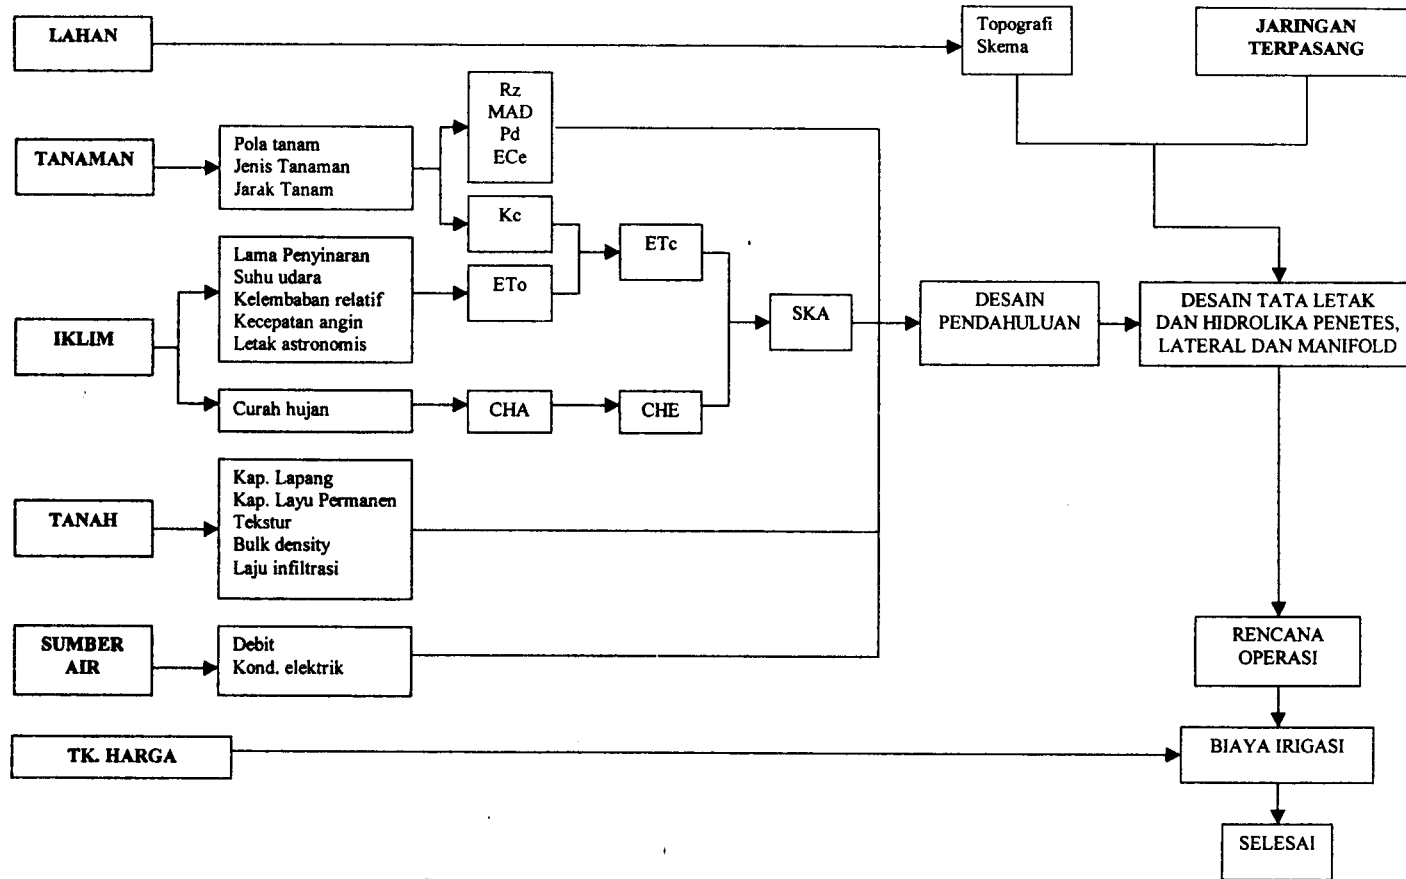 LAHAN
Topografi
Skema
JARINGAN
TERPASANG
TANAMAN
Pola tanam
Jenis Tanaman
Jarak Tanam
Rz
MAD
Pd
ECe
Kc
IKLIM
Lama Penyinaran
Suhu udara
Kelembaban relatif
Kecepatan angin
Letak astronomis
ETo
ETc
Curah hujan
CHA
CHE
SKA
DESAIN
PENDAHULUAN
DESAIN TATA LETAK
DAN HIDROLIKA PENETES,
LATERAL DAN MANIFOLD
TANAH
Kap. Lapang
Kap. Layu Permanen
Tekstur
Bulk density
Laju infiltrasi
SUMBER
AIR
Debit
Kond. elektrik
RENCANA
OPERASI
TK. HARGA
BIAYA IRIGASI
SELESAI